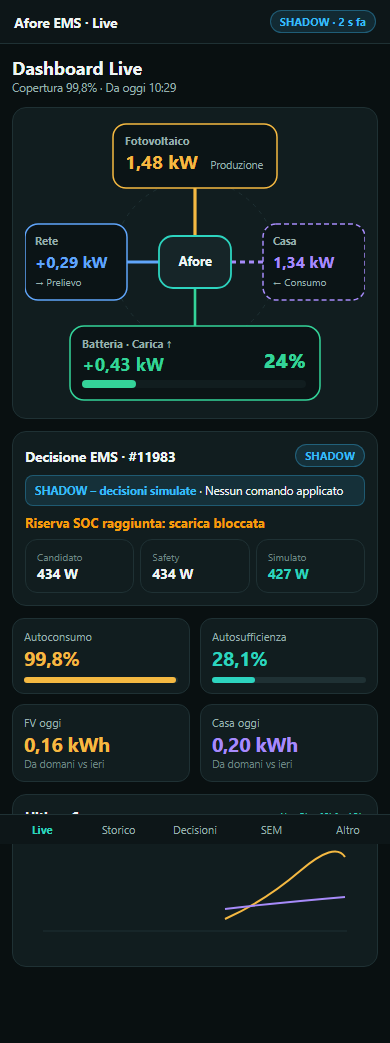 Afore EMS · Live
SHADOW · 2 s fa
Dashboard Live
Copertura 99,8% · Da oggi 10:29
Fotovoltaico
1,48 kW Produzione
Rete
+0,29 kW
→ Prelievo
Afore
Casa
1,34 kW
← Consumo
Batteria · Carica ↑
+0,43 kW
24%
Decisione EMS · #11983
SHADOW
SHADOW – decisioni simulate · Nessun comando applicato
Riserva SOC raggiunta: scarica bloccata
Candidato
434 W
Safety
434 W
Simulato
427 W
Autoconsumo
99,8%
Autosufficienza
28,1%
FV oggi
0,16 kWh
Da domani vs ieri
Casa oggi
0,20 kWh
Da domani vs ieri
Live
Storico
Decisioni
SEM
Altro